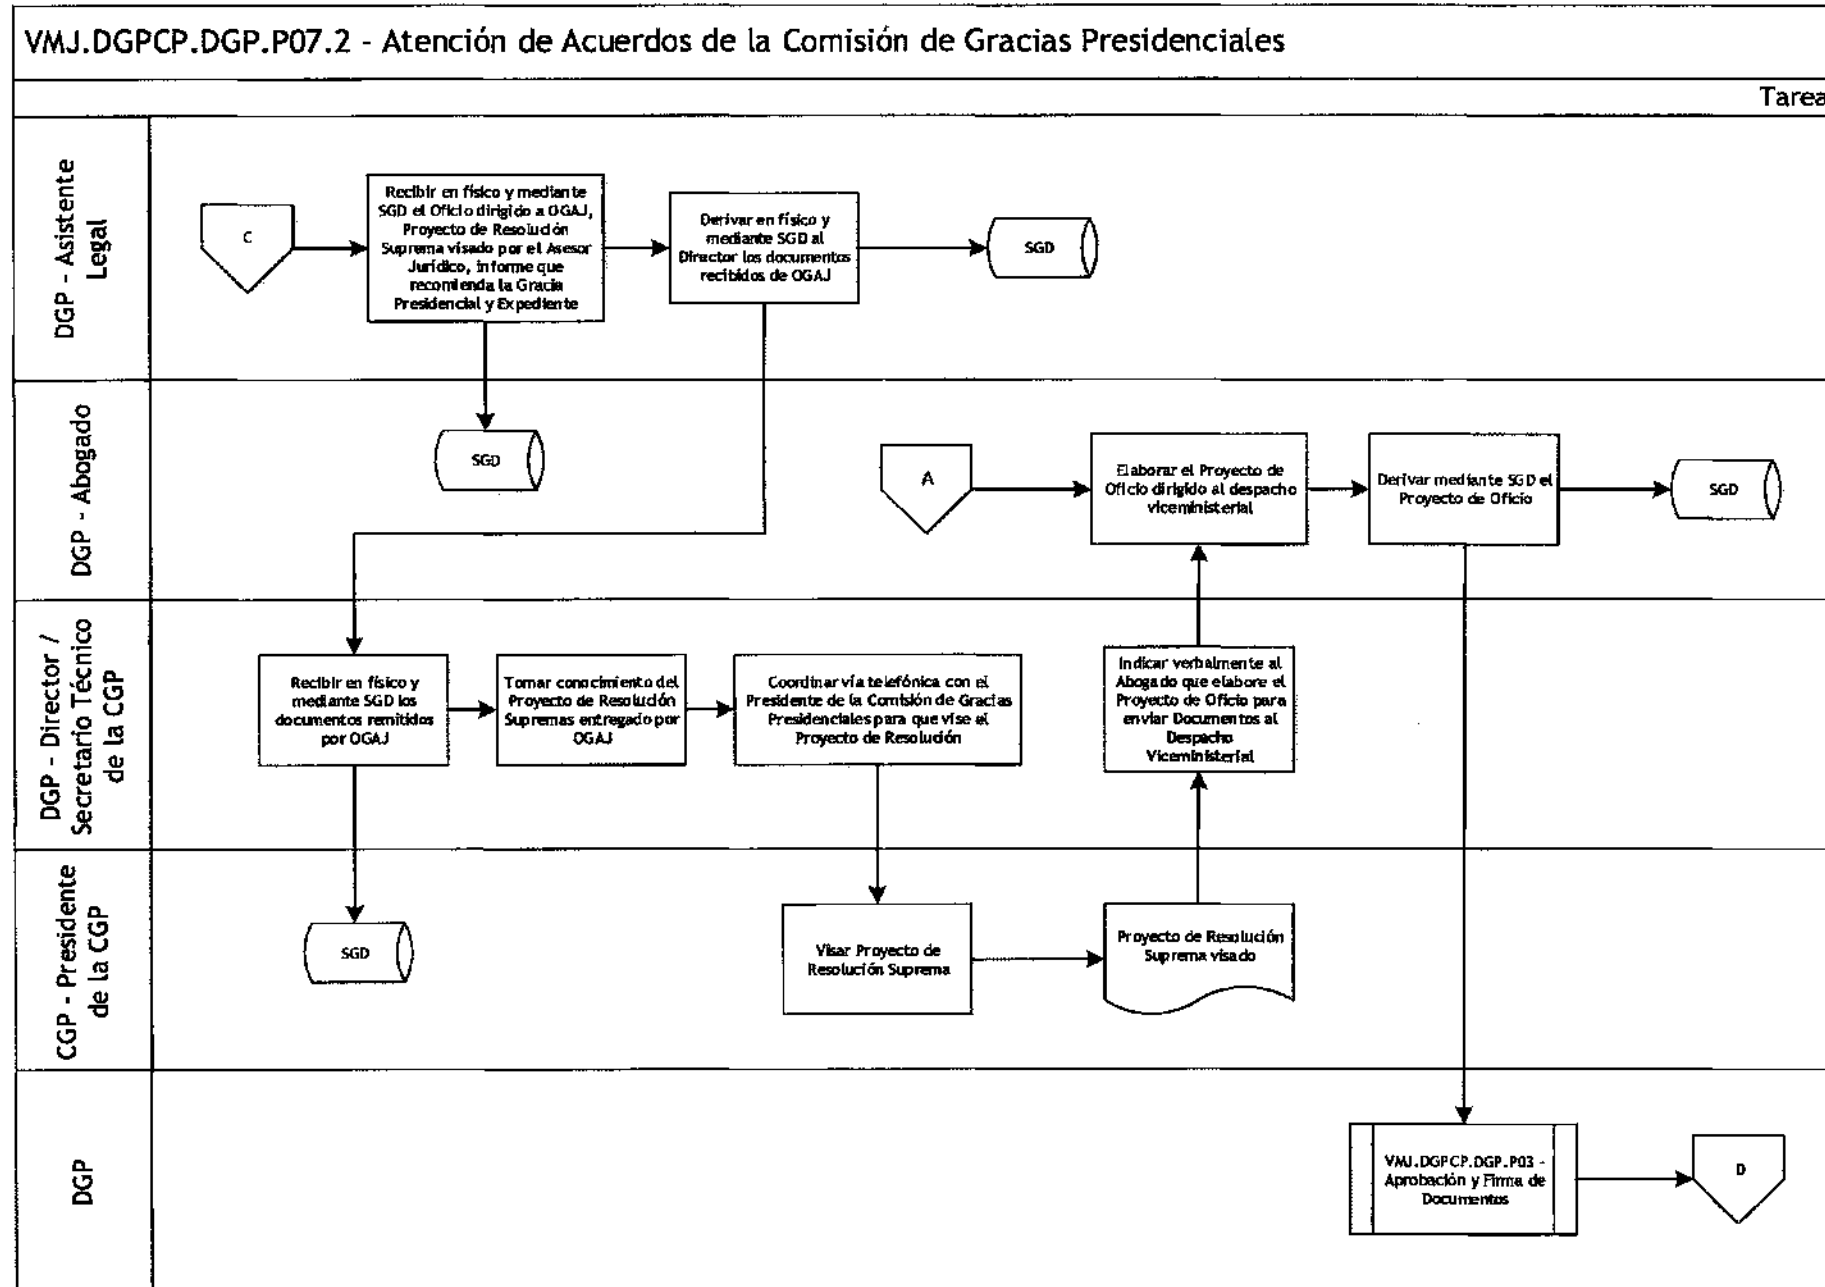 VMJ.DGPCP.DGP.P07.2 - Atención de Acuerdos de la Comisión de Gracias Presidenciales
Tarea
DGP - Asistente
Legal
C
Recibir en físico y mediante
SGD el Oficio dirigido a OGAJ,
Proyecto de Resolución
Suprema visado por el Asesor
Jurídico, informe que
recomienda la Gracia
Presidencial y Expediente
Derivar en físico y
mediante SGD al
Director los documentos
recibidos de OGAJ
SGD
SGD
DGP - Abogado
A
Elaborar el Proyecto de
Oficio dirigido al despacho
viceministerial
Derivar mediante SGD el
Proyecto de Oficio
SGD
DGP - Director /
Secretario Técnico
de la CGP
Recibir en físico y
mediante SGD los
documentos remitidos
por OGAJ
Tomar conocimiento del
Proyecto de Resolución
Supremas entregado por
OGAJ
Coordinar vía telefónica con el
Presidente de la Comisión de Gracias
Presidenciales para que vise el
Proyecto de Resolución
Indicar verbalmente al
Abogado que elabore el
Proyecto de Oficio para
enviar Documentos al
Despacho
Viceministerial
CGP - Presidente
de la CGP
SGD
Visar Proyecto de
Resolución Suprema
Proyecto de Resolución
Suprema visado
DGP
VMJ.DGPCP.DGP.P03 -
Aprobación y Firma de
Documentos
D